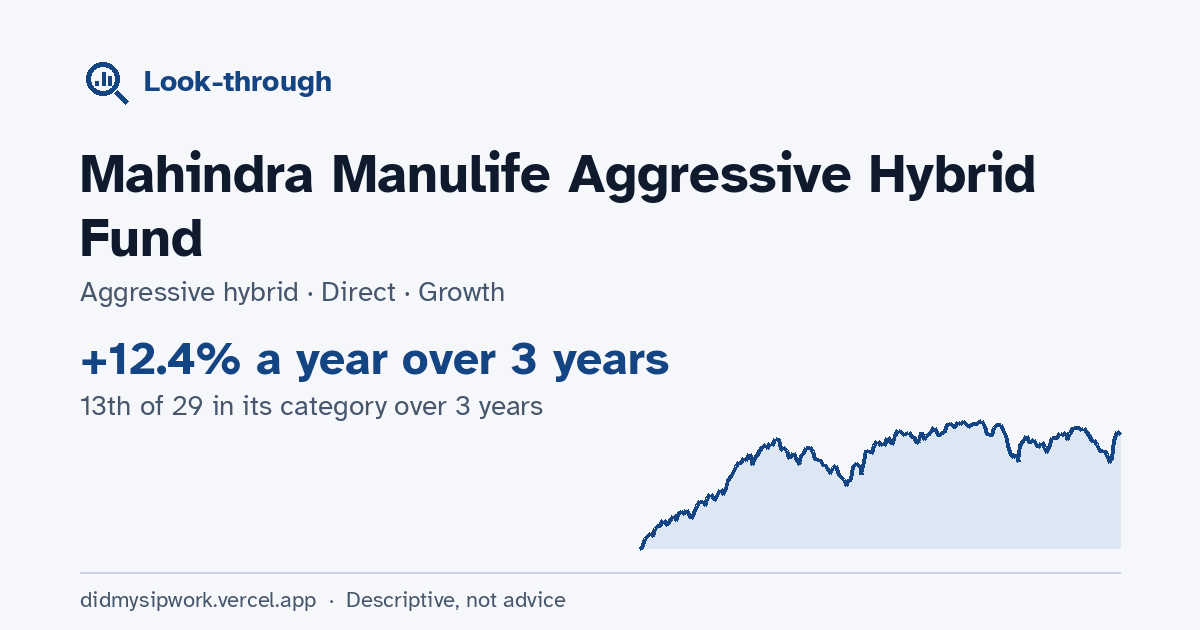 Look-through
Mahindra Manulife Aggressive Hybrid
Fund
Aggressive hybrid · Direct · Growth
+12.4% a year over 3 years
13th of 29 in its category over 3 years
didmysipwork.vercel.app · Descriptive, not advice